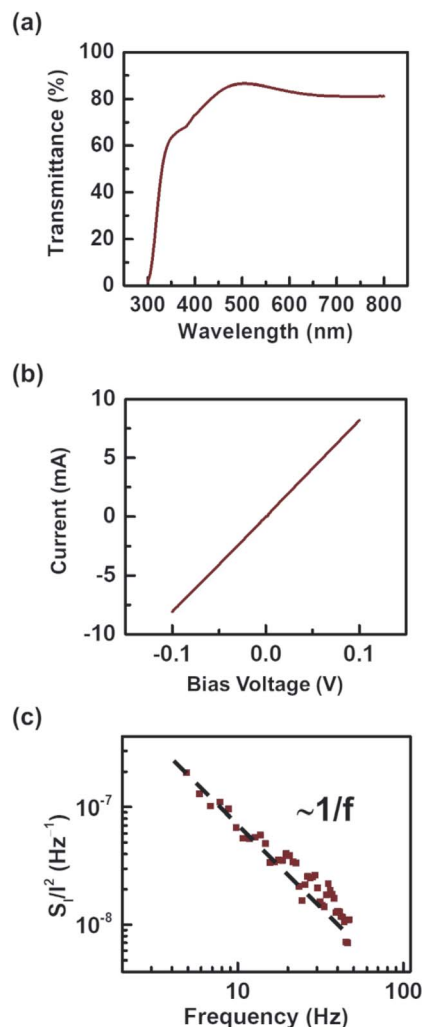 (a)
100
80
60
40
20
0
Transmittance (%)
300 400 500 600 700 800
Wavelength (nm)
(b)
10
5
0
-5
-10
Current (mA)
-0.1 0.0 0.1
Bias Voltage (V)
(c)
10⁻⁷
10⁻⁸
S_I/I² (Hz⁻¹)
~1/f
10 100
Frequency (Hz)